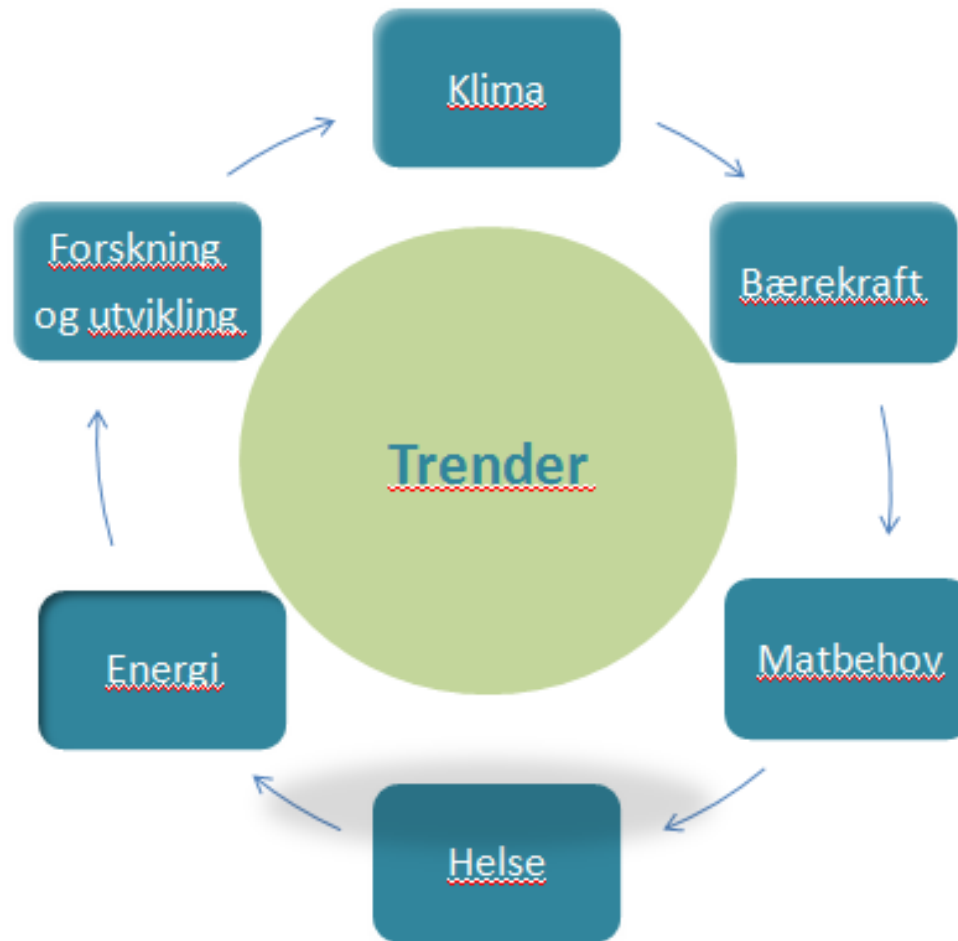 Klima
Bærekraft
Matbehov
Helse
Energi
Forskning
og utvikling
Trender